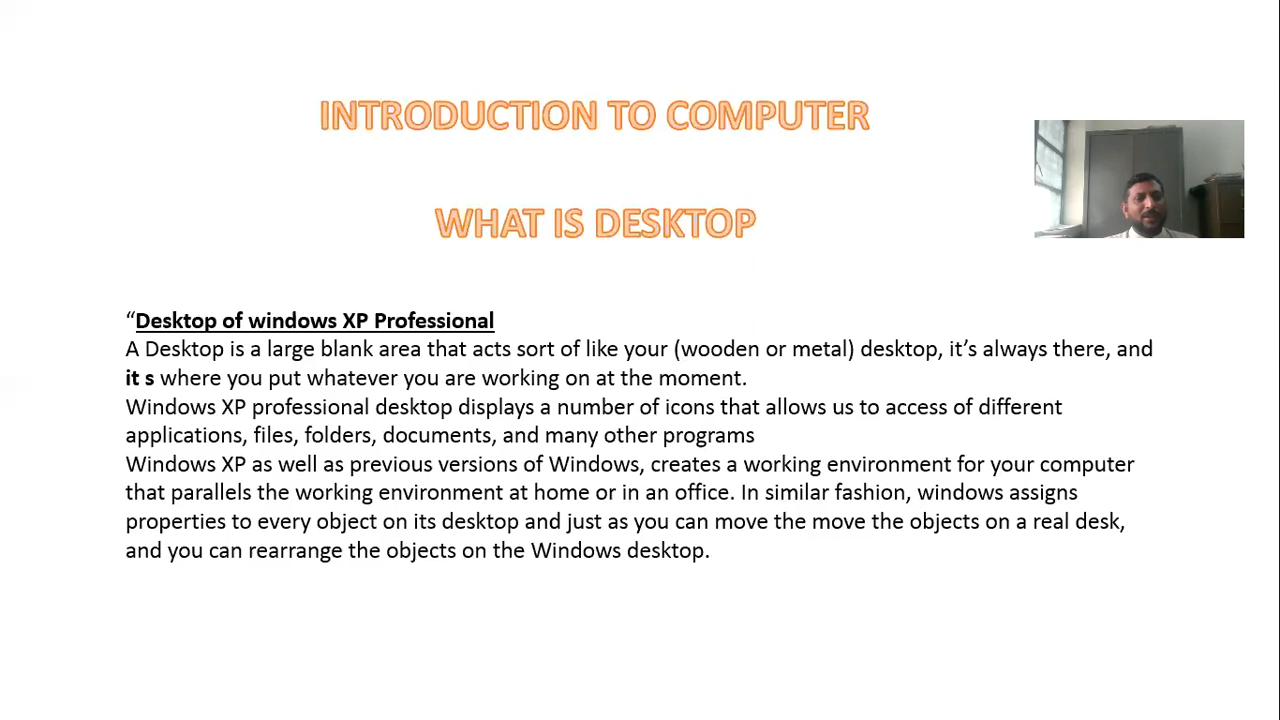 INTRODUCTION TO COMPUTER
WHAT IS DESKTOP
“Desktop of windows XP Professional
A Desktop is a large blank area that acts sort of like your (wooden or metal) desktop, it’s always there, and
it s where you put whatever you are working on at the moment.
Windows XP professional desktop displays a number of icons that allows us to access of different
applications, files, folders, documents, and many other programs
Windows XP as well as previous versions of Windows, creates a working environment for your computer
that parallels the working environment at home or in an office. In similar fashion, windows assigns
properties to every object on its desktop and just as you can move the move the objects on a real desk,
and you can rearrange the objects on the Windows desktop.